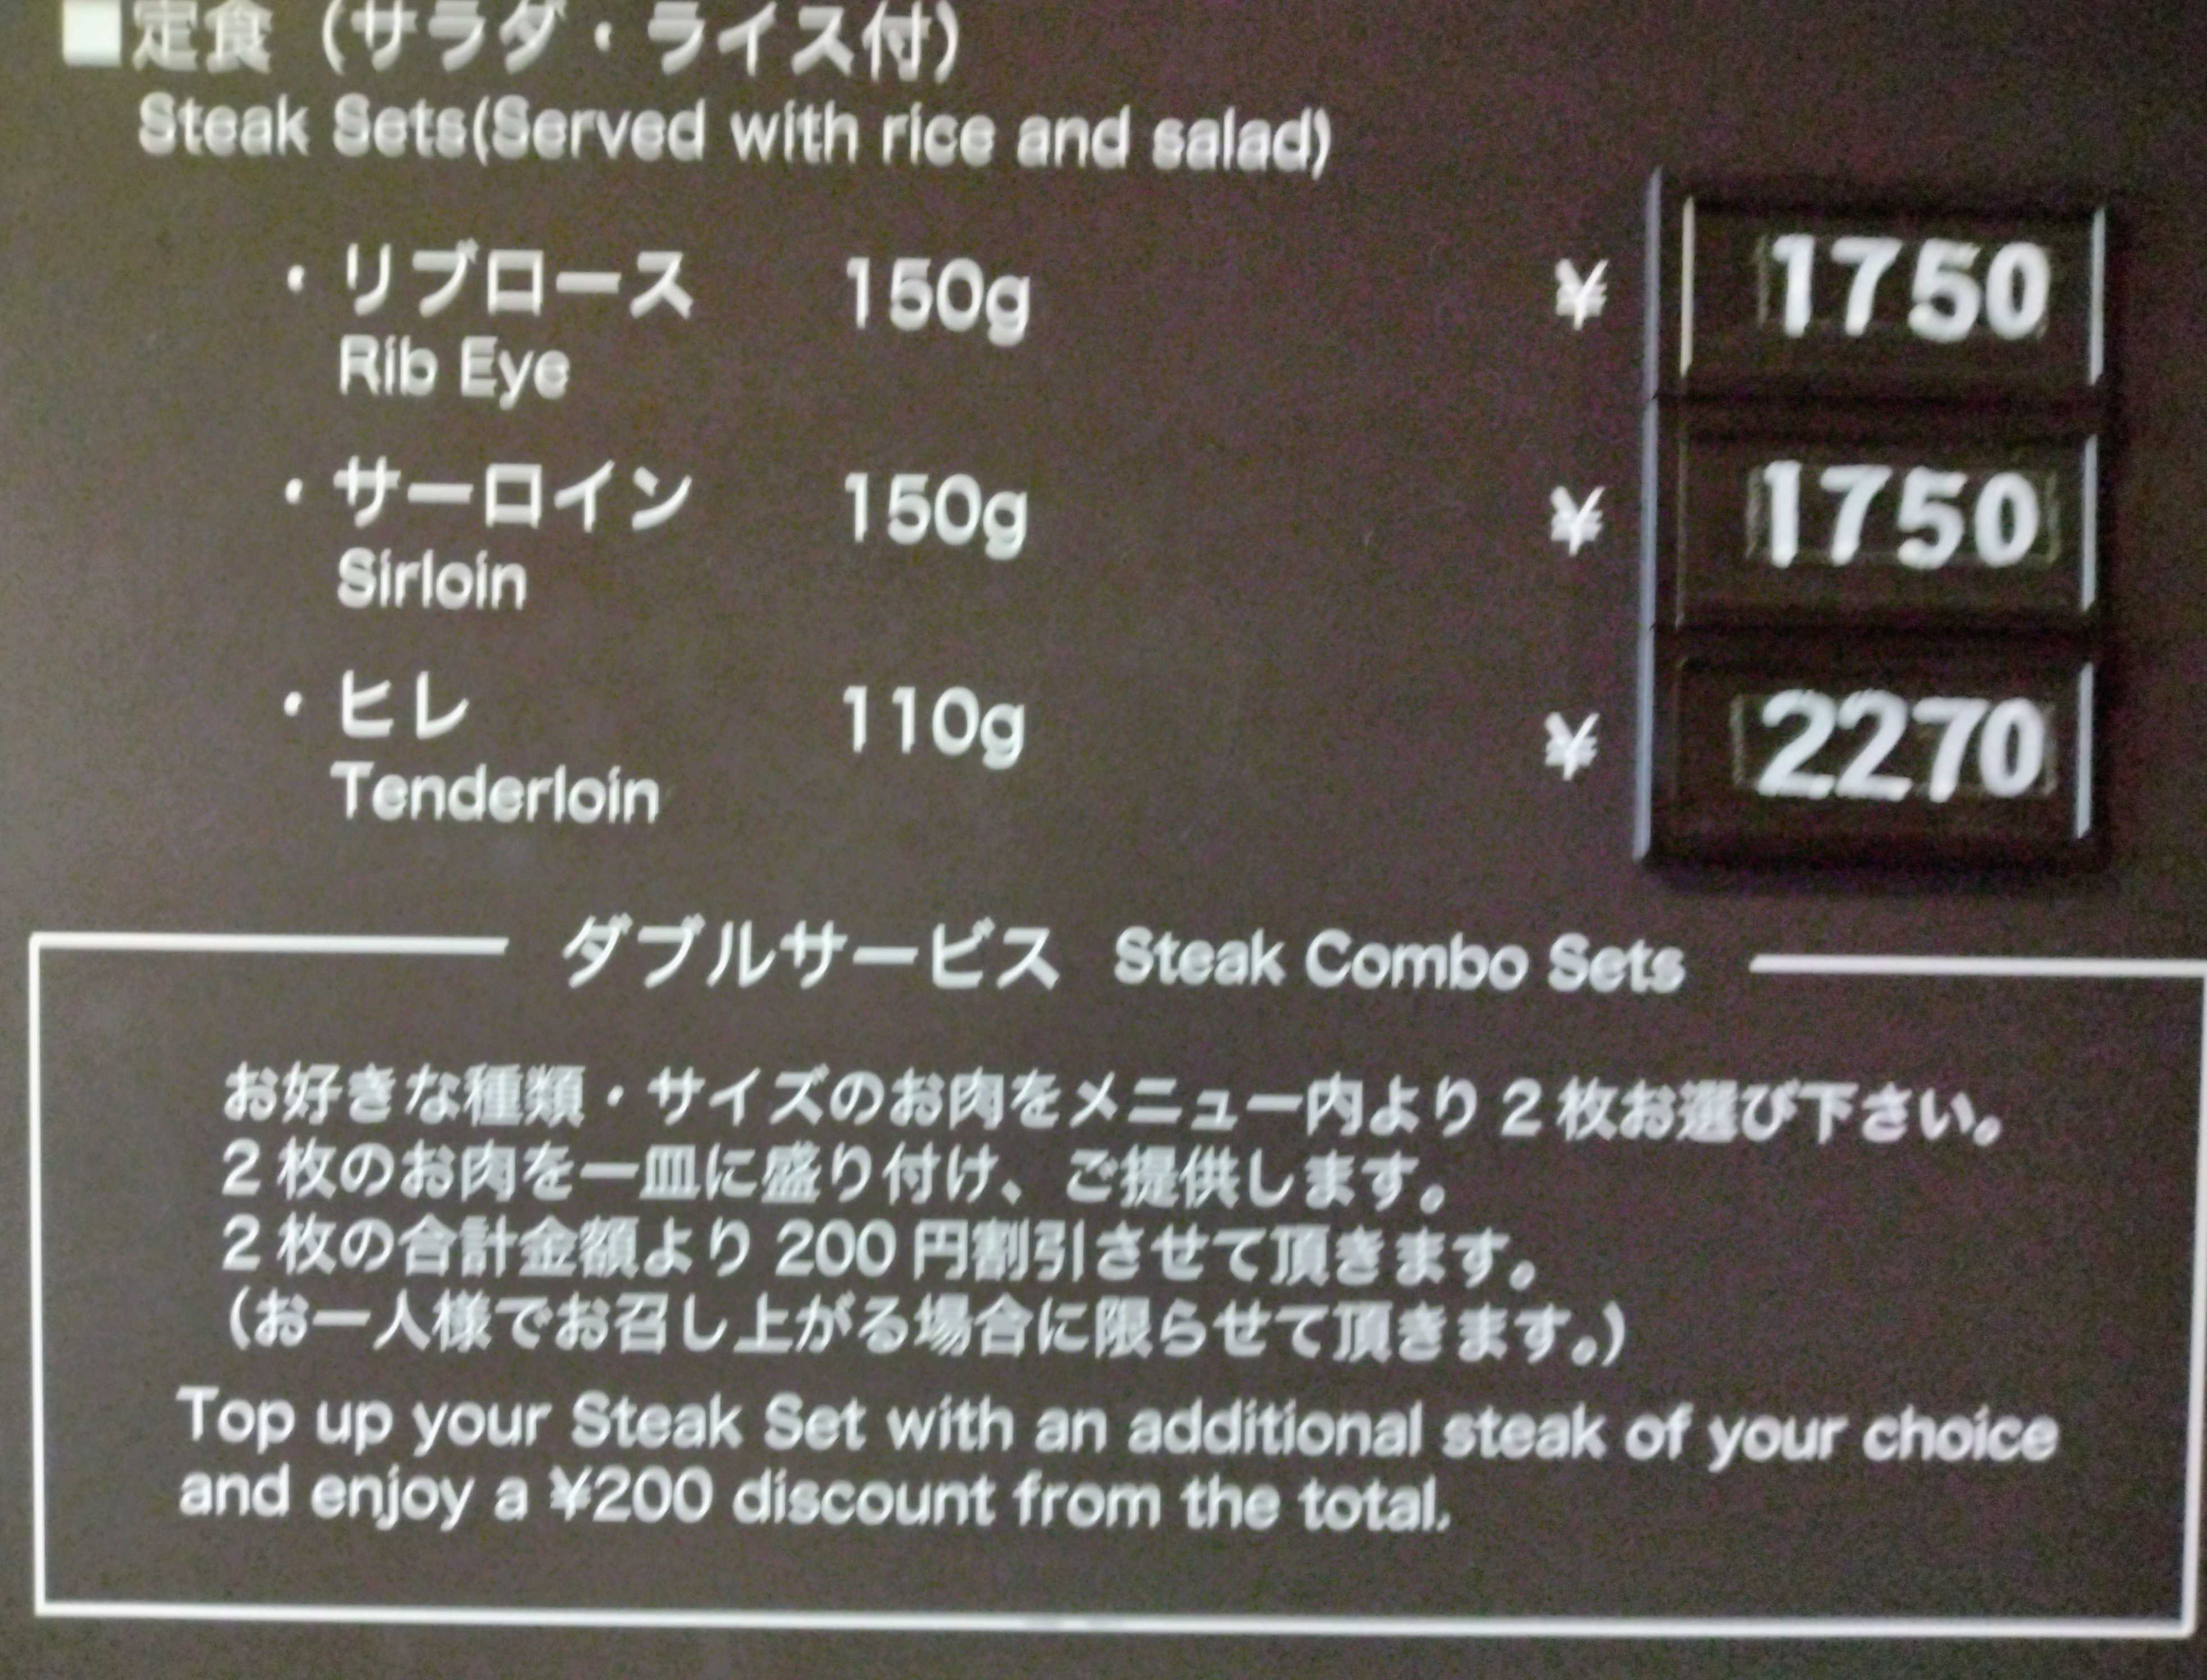 ■定食（サラダ・ライス付）
Steak Sets(Served with rice and salad)
・リブロース 150g ¥ 1750
Rib Eye
・サーロイン 150g ¥ 1750
Sirloin
・ヒレ 110g ¥ 2270
Tenderloin
ダブルサービス Steak Combo Sets
お好きな種類・サイズのお肉をメニュー内より2枚お選び下さい。
2枚のお肉を一皿に盛り付け、ご提供します。
2枚の合計金額より200円割引させて頂きます。
（お一人様でお召し上がる場合に限らせて頂きます。）
Top up your Steak Set with an additional steak of your choice
and enjoy a ¥200 discount from the total.